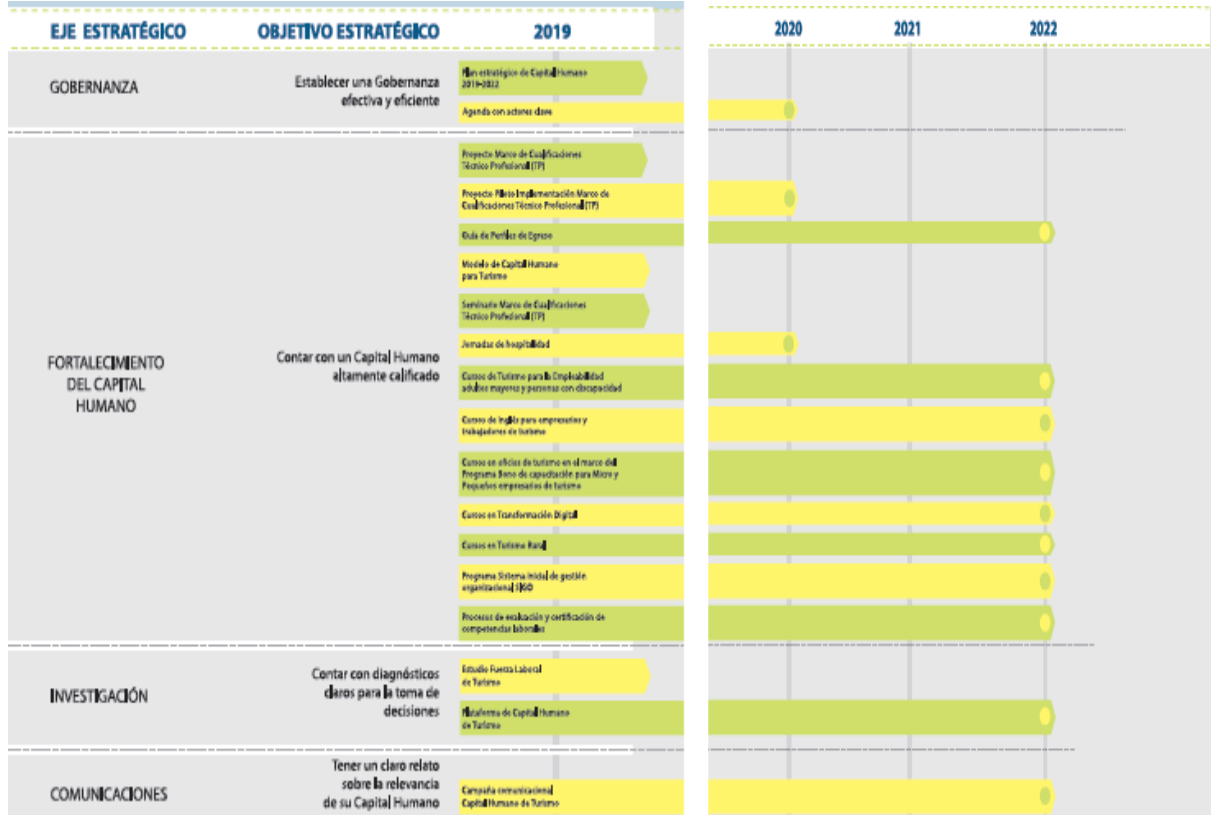 EJE ESTRATÉGICO OBJETIVO ESTRATÉGICO 2019 2020 2021 2022
GOBERNANZA
Establecer una Gobernanza
efectiva y eficiente
Plan estratégico de Capital Humano
2019-2022
Agenda con actores clave
FORTALECIMIENTO
DEL CAPITAL
HUMANO
Contar con un Capital Humano
altamente calificado
Proyecto Marco de Cualificaciones
Técnico Profesional (TP)
Proyecto Piloto Implementación Marco de
Cualificaciones Técnico Profesional (TP)
Guía de Perfiles de Egreso
Modelo de Capital Humano
para Turismo
Seminario Marco de Cualificaciones
Técnico Profesional (TP)
Jornadas de hospitalidad
Cursos de Turismo para la Empleabilidad
adultos mayores y personas con discapacidad
Cursos de inglés para empresarios y
trabajadores de turismo
Cursos en oficios de turismo en el marco del
Programa Bono de capacitación para Micro y
Pequeños empresarios de turismo
Cursos en Transformación Digital
Cursos en Turismo Rural
Programa Sistema inicial de gestión
organizacional SIGO
Procesos de evaluación y certificación de
competencias laborales
INVESTIGACIÓN
Contar con diagnósticos
claros para la toma de
decisiones
Estudio Fuerza Laboral
de Turismo
Plataforma de Capital Humano
de Turismo
COMUNICACIONES
Tener un claro relato
sobre la relevancia
de su Capital Humano
Campaña comunicacional
Capital Humano de Turismo